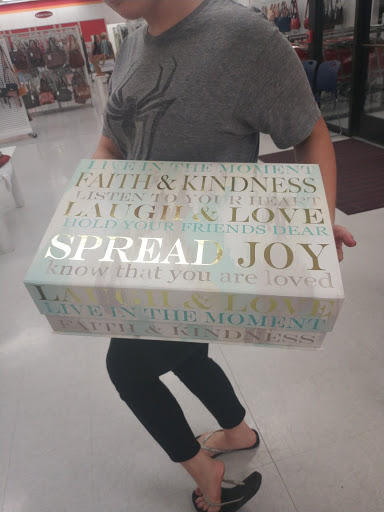 LIVE IN THE MOMENT
FAITH & KINDNESS
LISTEN TO YOUR HEART
LAUGH & LOVE
HOLD YOUR FRIENDS DEAR
SPREAD JOY
know that you are loved
LAUGH & LOVE
LIVE IN THE MOMENT
FAITH & KINDNESS